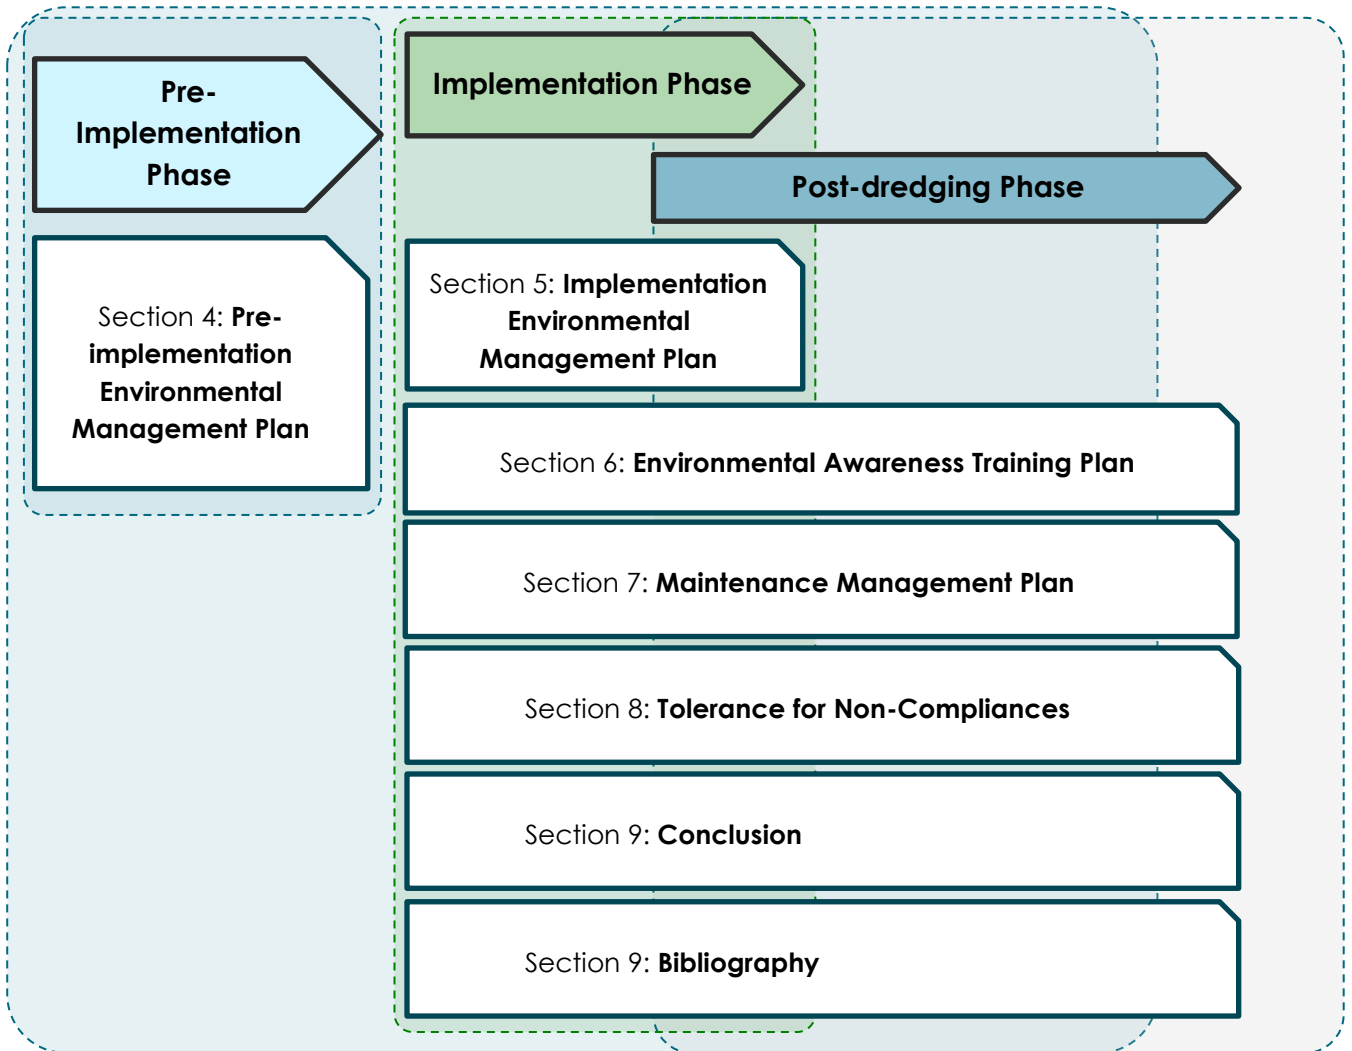 Pre-
Implementation
Phase
Implementation Phase
Post-dredging Phase
Section 4: Pre-
implementation
Environmental
Management Plan
Section 5: Implementation
Environmental
Management Plan
Section 6: Environmental Awareness Training Plan
Section 7: Maintenance Management Plan
Section 8: Tolerance for Non-Compliances
Section 9: Conclusion
Section 9: Bibliography